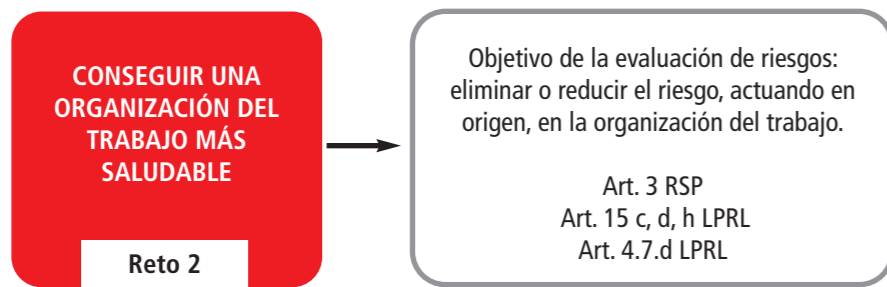 CONSEGUIR UNA
ORGANIZACIÓN DEL
TRABAJO MÁS
SALUDABLE
Reto 2
Objetivo de la evaluación de riesgos:
eliminar o reducir el riesgo, actuando en
origen, en la organización del trabajo.
Art. 3 RSP
Art. 15 c, d, h LPRL
Art. 4.7.d LPRL